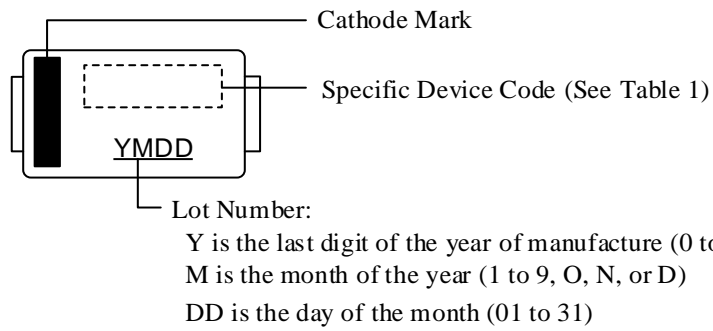 Cathode Mark
Specific Device Code (See Table 1)
YMDD
Lot Number:
Y is the last digit of the year of manufacture (0 to
M is the month of the year (1 to 9, O, N, or D)
DD is the day of the month (01 to 31)